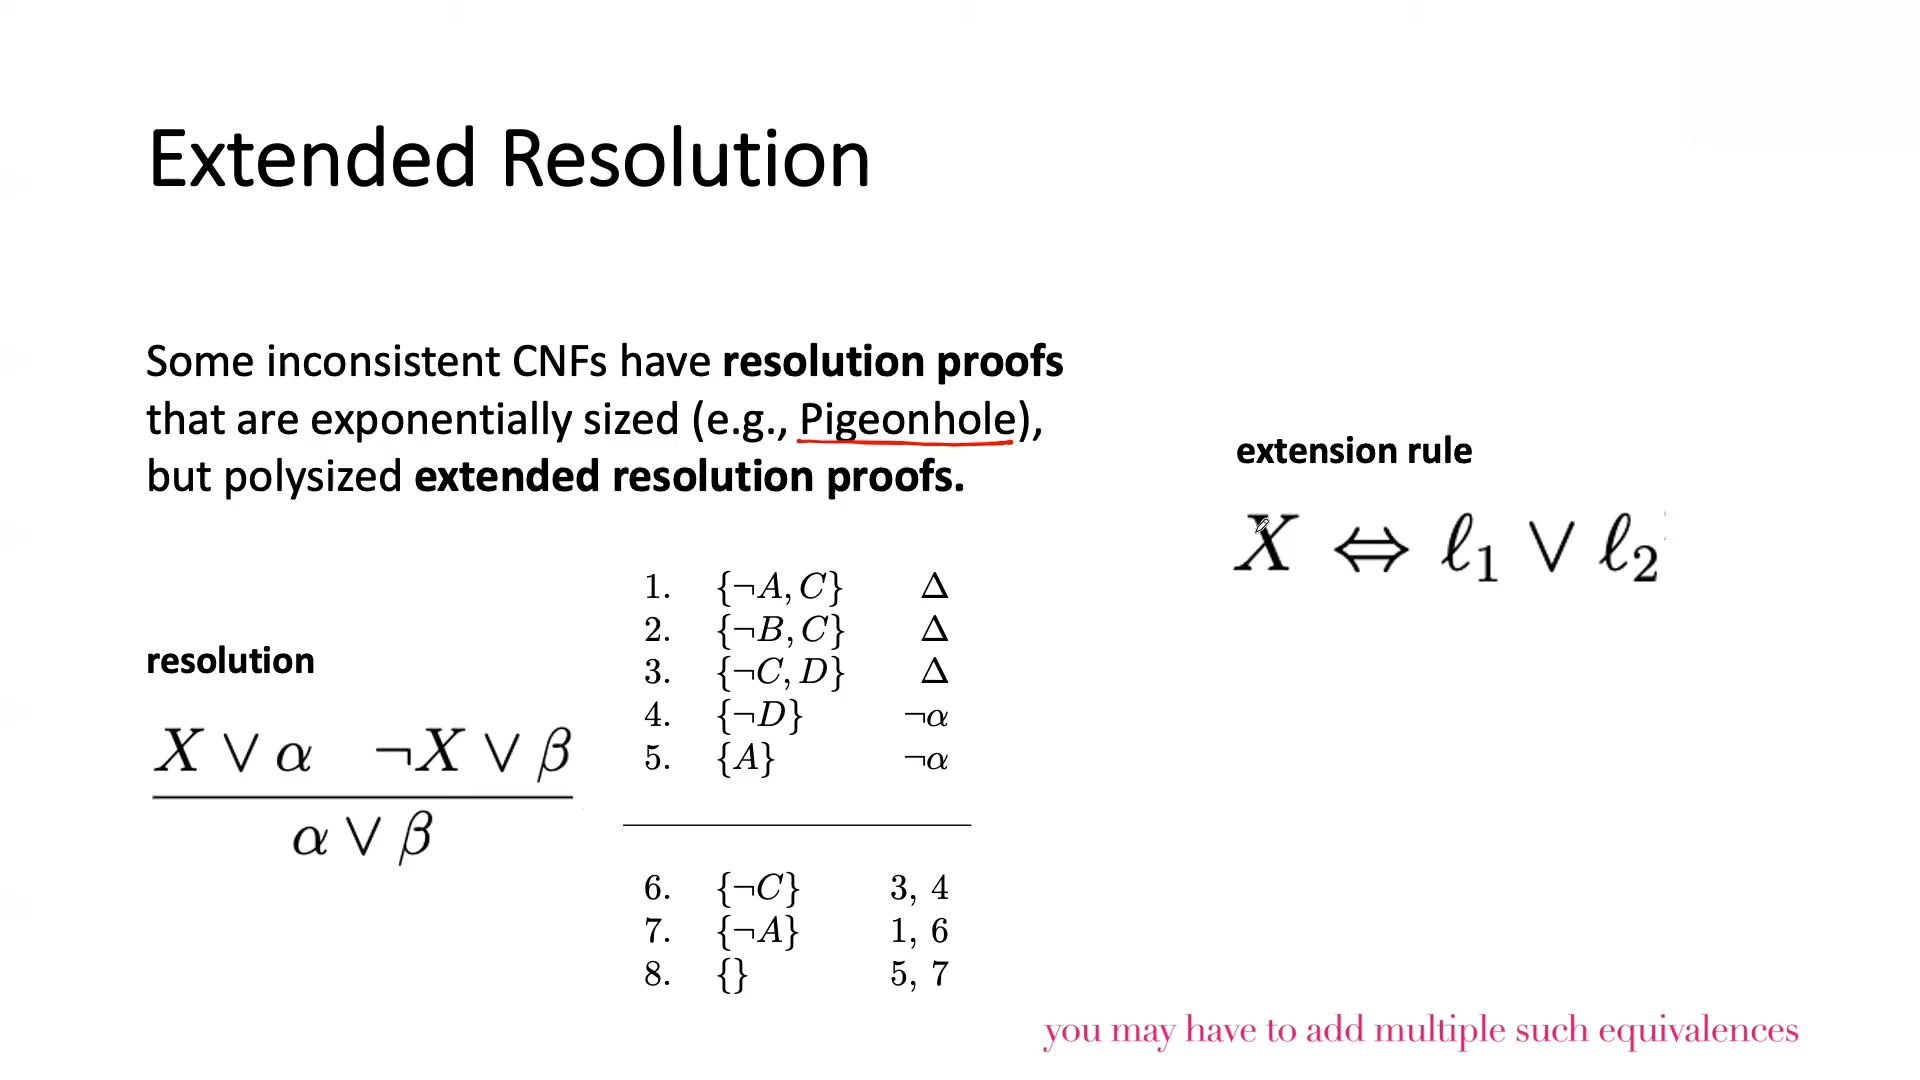 Extended Resolution
Some inconsistent CNFs have resolution proofs
that are exponentially sized (e.g., Pigeonhole),
but polysized extended resolution proofs.
resolution
X ∨ α   ¬X ∨ β
α ∨ β
1. {¬A, C} Δ
2. {¬B, C} Δ
3. {¬C, D} Δ
4. {¬D} ¬α
5. {A} ¬α
6. {¬C} 3, 4
7. {¬A} 1, 6
8. {} 5, 7
extension rule
X ⇔ ℓ₁ ∨ ℓ₂
you may have to add multiple such equivalences